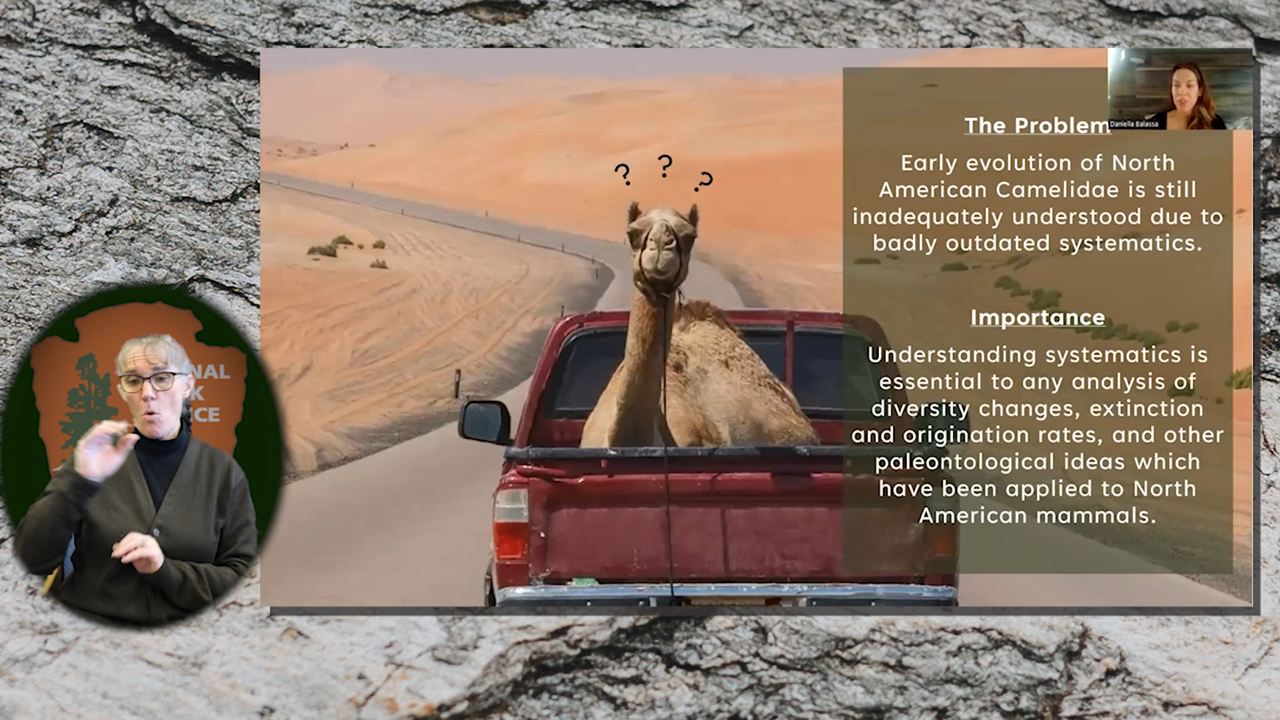 The Problem
Daniella Balassa
Early evolution of North
American Camelidae is still
inadequately understood due to
badly outdated systematics.
Importance
Understanding systematics is
essential to any analysis of
diversity changes, extinction
and origination rates, and other
paleontological ideas which
have been applied to North
American mammals.
? ? ?
NAL
K
ICE